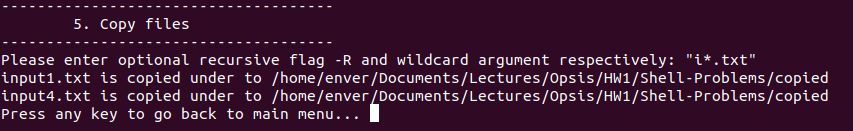 -------------------------------------
5. Copy files
-------------------------------------
Please enter optional recursive flag -R and wildcard argument respectively: "i*.txt"
input1.txt is copied under to /home/enver/Documents/Lectures/Opsis/HW1/Shell-Problems/copied
input4.txt is copied under to /home/enver/Documents/Lectures/Opsis/HW1/Shell-Problems/copied
Press any key to go back to main menu...